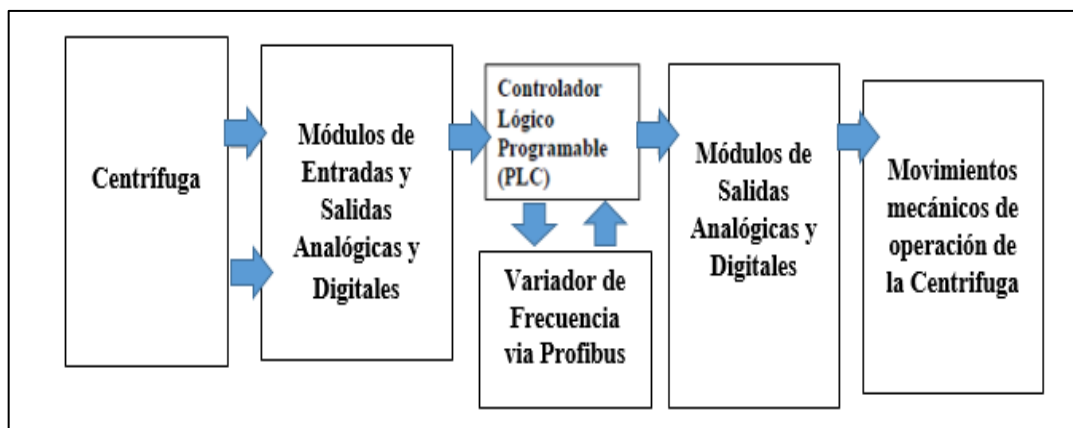 Centrífuga
Módulos de
Entradas y
Salidas
Analógicas y
Digitales
Controlador
Lógico
Programable
(PLC)
Variador de
Frecuencia
via Profibus
Módulos de
Salidas
Analógicas y
Digitales
Movimientos
mecánicos de
operación de
la Centrifuga